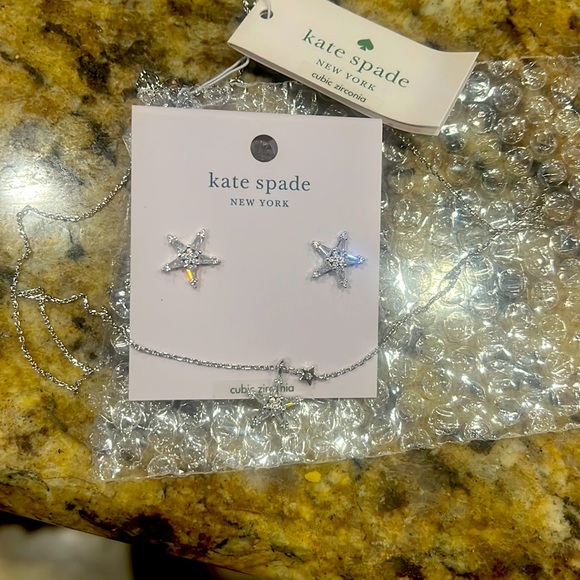 kate spade
NEW YORK
cubic zirconia
kate spade
NEW YORK
cubic zirconia